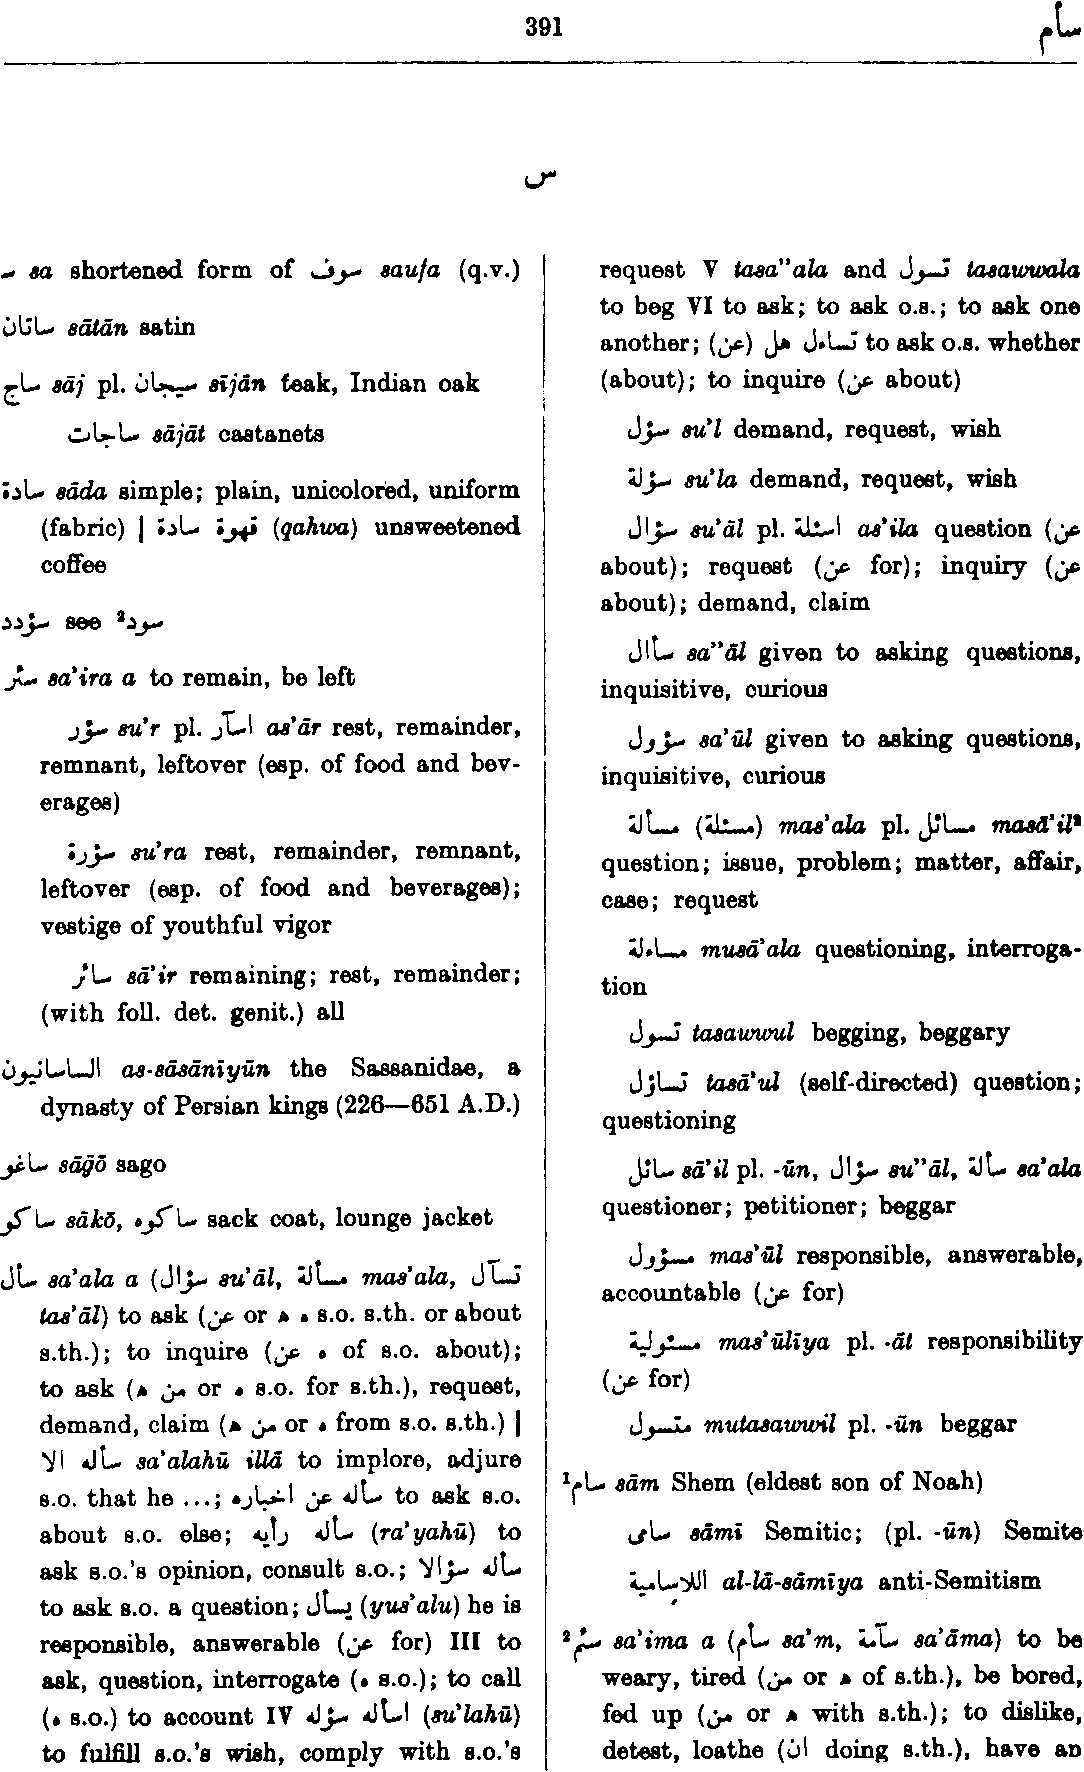 391
سأم
س
سـ sa shortened form of سوف saufa (q.v.)
ساتان sātān satin
ساج sāj pl. سيجان sījān teak, Indian oak
ساجات sājāt castanets
سادة sāda simple; plain, unicolored, uniform
(fabric) | قهوة سادة (qahwa) unsweetened
coffee
سؤدد see ²سود
سئر sa’ira a to remain, be left
سؤر su’r pl. اسآر as’ār rest, remainder,
remnant, leftover (esp. of food and bev-
erages)
سؤرة su’ra rest, remainder, remnant,
leftover (esp. of food and beverages);
vestige of youthful vigor
سائر sā’ir remaining; rest, remainder;
(with foll. det. genit.) all
الساسانيون as-sāsānīyūn the Sassanidae, a
dynasty of Persian kings (226—651 A.D.)
ساغو sāḡō sago
ساكو sākō, ساكوه sack coat, lounge jacket
سأل sa’ala a (سؤال su’āl, مسألة mas’ala, تسآل
tas’āl) to ask (عن or ه ه s.o. s.th. or about
s.th.); to inquire (عن ه of s.o. about);
to ask (ه من or ه s.o. for s.th.), request,
demand, claim (ه من or ه from s.o. s.th.) |
سأله الا sa’alahū illā to implore, adjure
s.o. that he ...; سأله عن اخباره to ask s.o.
about s.o. else; سأله رأيه (ra’yahū) to
ask s.o.'s opinion, consult s.o.; سأله سؤالا
to ask s.o. a question; يسأل (yus’alu) he is
responsible, answerable (عن for) III to
ask, question, interrogate (ه s.o.); to call
(ه s.o.) to account IV اسأله سؤله (su’lahū)
to fulfill s.o.'s wish, comply with s.o.'s
request V tasa’’ala and تسول tasawwala
to beg VI to ask; to ask o.s.; to ask one
another; تساءل هل (عن) to ask o.s. whether
(about); to inquire (عن about)
سؤل su’l demand, request, wish
سؤلة su’la demand, request, wish
سؤال su’āl pl. اسئلة as’ila question (عن
about); request (عن for); inquiry (عن
about); demand, claim
سأال sa’’āl given to asking questions,
inquisitive, curious
سؤول sa’ūl given to asking questions,
inquisitive, curious
مسألة (مسئلة) mas’ala pl. مسائل masā’il²
question; issue, problem; matter, affair,
case; request
مساءلة musā’ala questioning, interroga-
tion
تسول tasawwul begging, beggary
تساؤل tasā’ul (self-directed) question;
questioning
سائل sā’il pl. -ūn, سؤال su’’āl, سألة sa’ala
questioner; petitioner; beggar
مسؤول mas’ūl responsible, answerable,
accountable (عن for)
مسئولية mas’ūlīya pl. -āt responsibility
(عن for)
متسول mutasawwil pl. -ūn beggar
¹سام sām Shem (eldest son of Noah)
سامى sāmī Semitic; (pl. -ūn) Semite
اللاسامية al-lā-sāmīya anti-Semitism
²سئم sa’ima a (سأم sa’m, سآمة sa’āma) to be
weary, tired (من or ه of s.th.), be bored,
fed up (من or ه with s.th.); to dislike,
detest, loathe (ان doing s.th.), have an